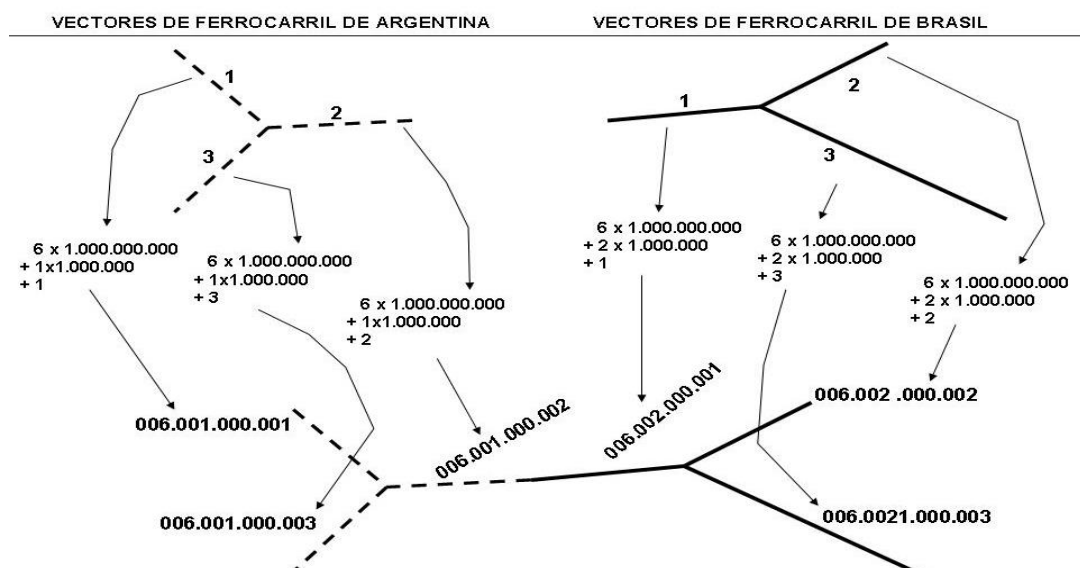 VECTORES DE FERROCARRIL DE ARGENTINA
VECTORES DE FERROCARRIL DE BRASIL
1
2
3
1
2
3
6 x 1.000.000.000
+ 1x1.000.000
+ 1
6 x 1.000.000.000
+ 1x1.000.000
+ 3
6 x 1.000.000.000
+ 1x1.000.000
+ 2
6 x 1.000.000.000
+ 2 x 1.000.000
+ 1
6 x 1.000.000.000
+ 2 x 1.000.000
+ 3
6 x 1.000.000.000
+ 2 x 1.000.000
+ 2
006.001.000.001
006.001.000.002
006.002.000.001
006.002 .000.002
006.001.000.003
006.0021.000.003